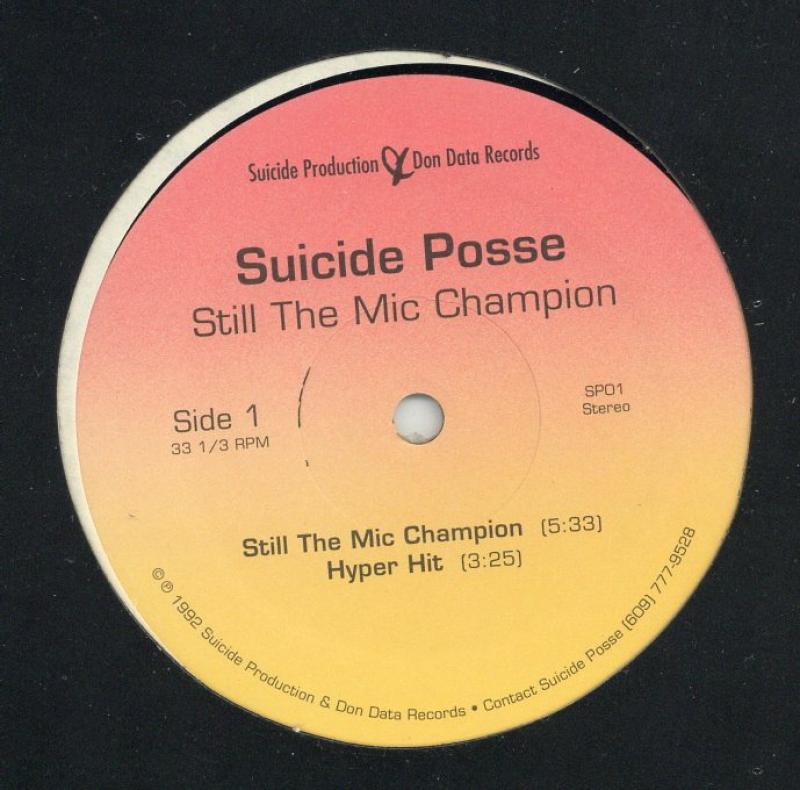 Suicide Production & Don Data Records
Suicide Posse
Still The Mic Champion
Side 1
33 1/3 RPM
SP01
Stereo
Still The Mic Champion (5:33)
Hyper Hit (3:25)
© ℗ 1992 Suicide Production & Don Data Records • Contact Suicide Posse (609) 777-9528